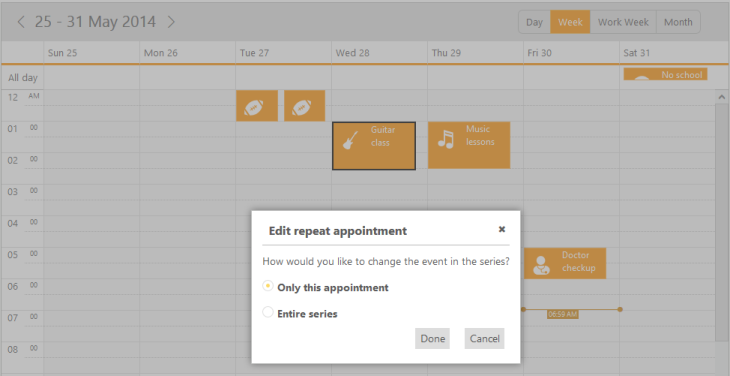 25 - 31 May 2014
Day Week Work Week Month
Sun 25 Mon 26 Tue 27 Wed 28 Thu 29 Fri 30 Sat 31
All day
No school
12 AM
01 00
Guitar
class
Music
lessons
02 00
03 00
04 00
05 00
Doctor
checkup
06 00
06:58 AM
07 00
08 00
Edit repeat appointment
How would you like to change the event in the series?
Only this appointment
Entire series
Done Cancel